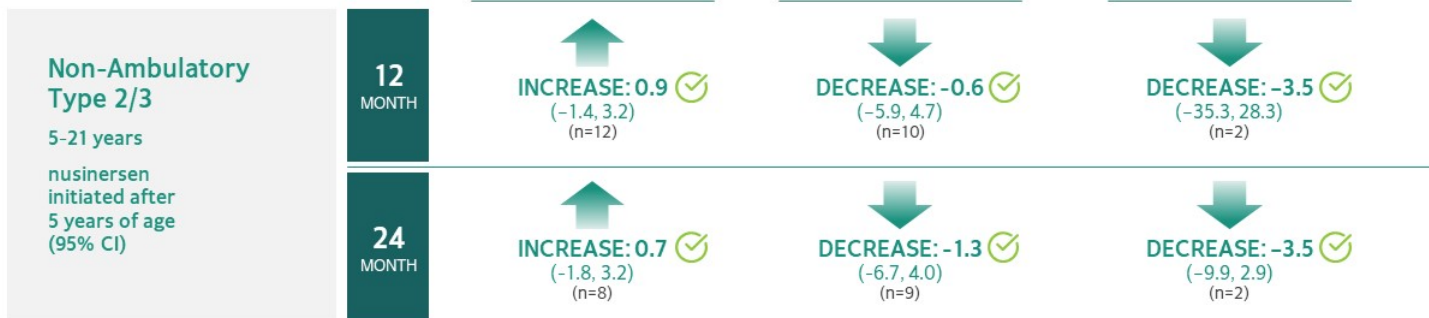 Non-Ambulatory
Type 2/3
5-21 years
nusinersen
initiated after
5 years of age
(95% CI)
12
MONTH
INCREASE: 0.9
(-1.4, 3.2)
(n=12)
DECREASE: -0.6
(-5.9, 4.7)
(n=10)
DECREASE: -3.5
(-35.3, 28.3)
(n=2)
24
MONTH
INCREASE: 0.7
(-1.8, 3.2)
(n=8)
DECREASE: -1.3
(-6.7, 4.0)
(n=9)
DECREASE: -3.5
(-9.9, 2.9)
(n=2)